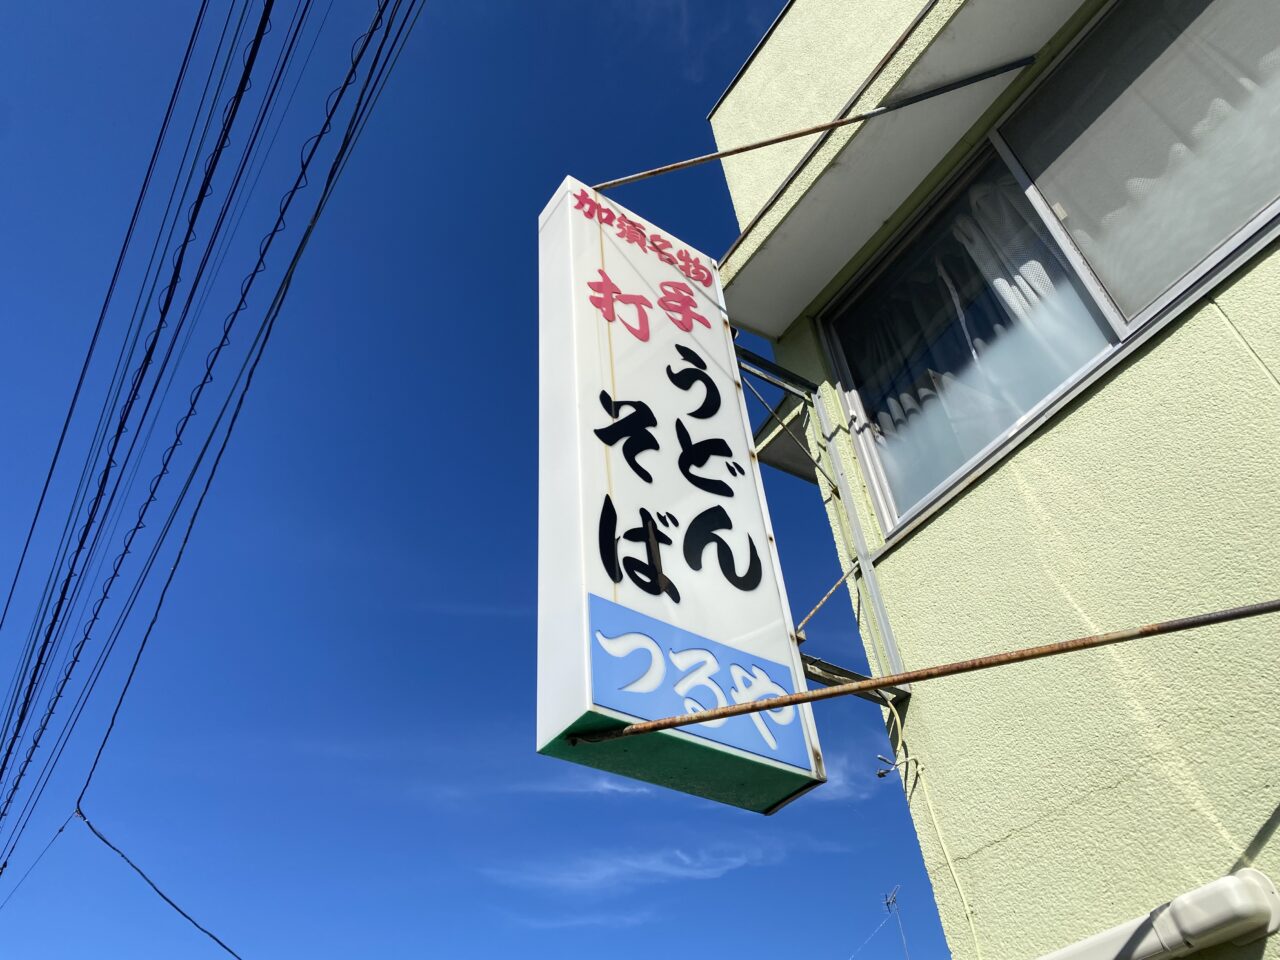 加須名物
手打
うどん
そば
つるや